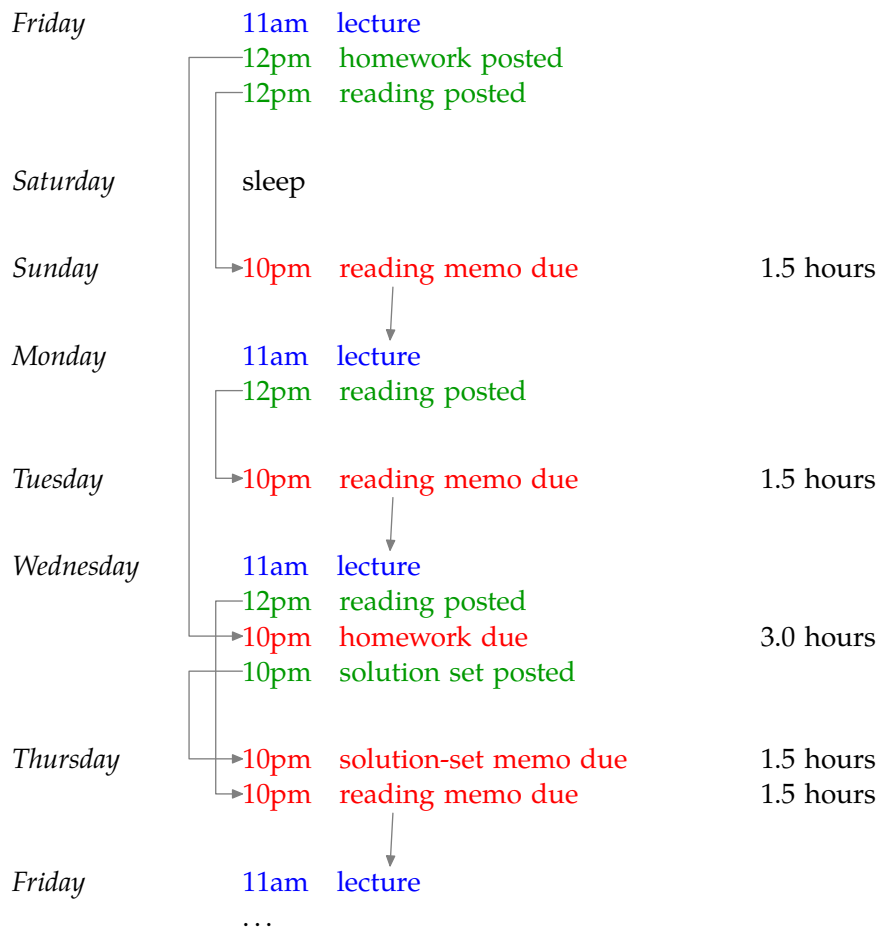 Friday 11am lecture
12pm homework posted
12pm reading posted
Saturday sleep
Sunday 10pm reading memo due 1.5 hours
Monday 11am lecture
12pm reading posted
Tuesday 10pm reading memo due 1.5 hours
Wednesday 11am lecture
12pm reading posted
10pm homework due 3.0 hours
10pm solution set posted
Thursday 10pm solution-set memo due 1.5 hours
10pm reading memo due 1.5 hours
Friday 11am lecture
...